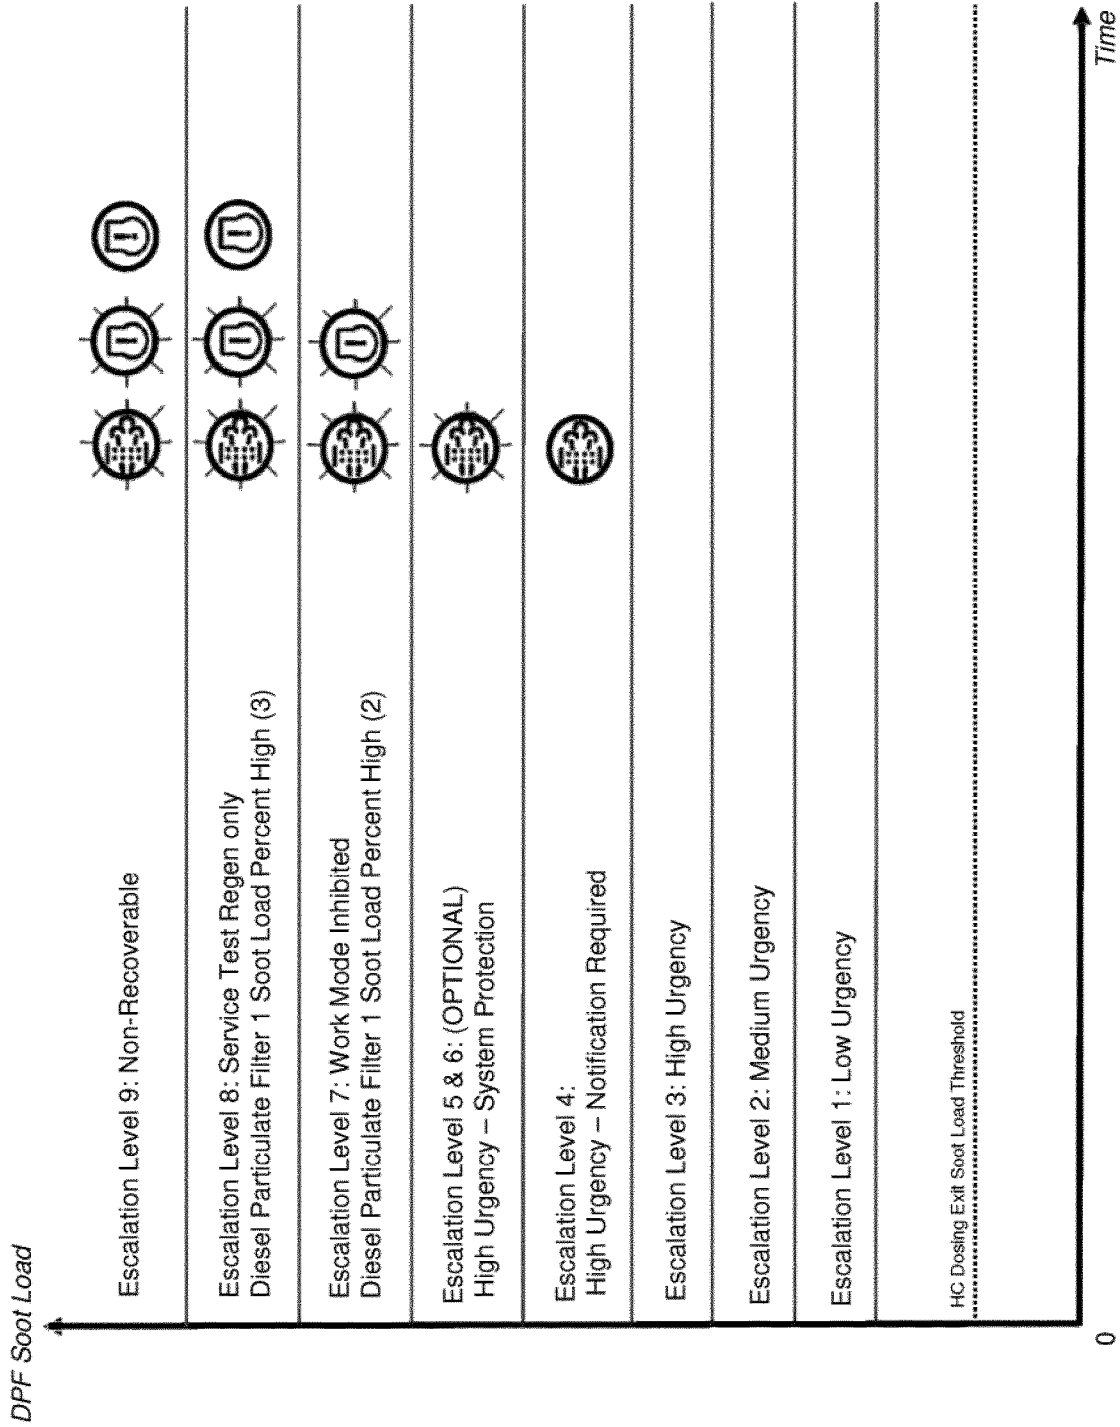 DPF Soot Load
Escalation Level 9: Non-Recoverable
Escalation Level 8: Service Test Regen only
Diesel Particulate Filter 1 Soot Load Percent High (3)
Escalation Level 7: Work Mode Inhibited
Diesel Particulate Filter 1 Soot Load Percent High (2)
Escalation Level 5 & 6: (OPTIONAL)
High Urgency – System Protection
Escalation Level 4:
High Urgency – Notification Required
Escalation Level 3: High Urgency
Escalation Level 2: Medium Urgency
Escalation Level 1: Low Urgency
HC Dosing Exit Soot Load Threshold
0
Time